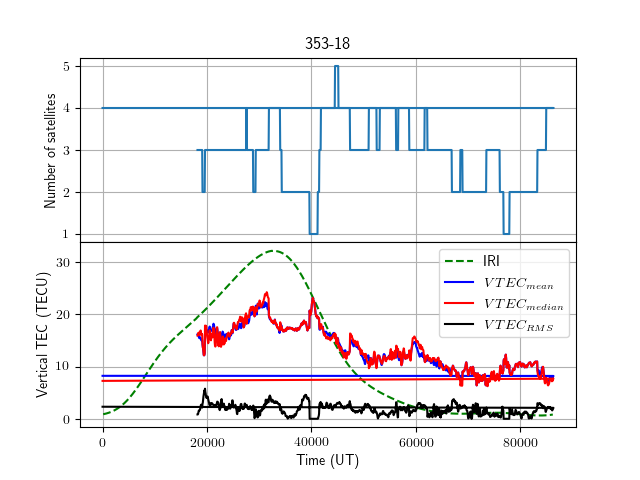 353-18
Number of satellites
5
4
3
2
1
Vertical TEC (TECU)
30
20
10
0
IRI
VTEC_mean
VTEC_median
VTEC_RMS
0 20000 40000 60000 80000
Time (UT)